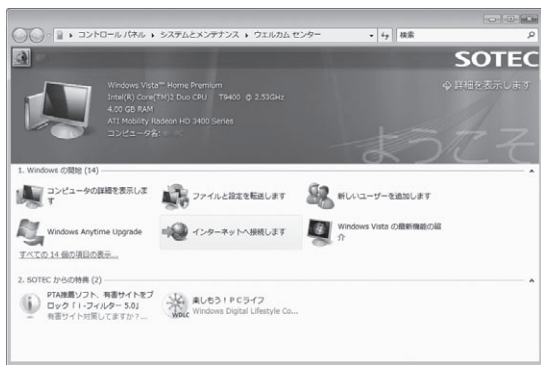 コントロール パネル ▸ システムとメンテナンス ▸ ウェルカム センター
検索
SOTEC
Windows Vista™ Home Premium
詳細を表示します
Intel(R) Core(TM)2 Duo CPU T9400 @ 2.53GHz
4.00 GB RAM
ATI Mobility Radeon HD 3400 Series
コンピュータ名:
ようこそ
1. Windows の開始 (14)
コンピュータの詳細を表示しま
す
ファイルと設定を転送します
新しいユーザーを追加します
Windows Anytime Upgrade
インターネットへ接続します
Windows Vista の最新機能の紹
介
すべての 14 個の項目の表示...
2. SOTEC からの特典 (2)
PTA推薦ソフト、有害サイトをブ
ロック「i -フィルター 5.0」
有害サイト対策してますか?...
楽しもう!PCライフ
Windows Digital Lifestyle Co...
WDLC